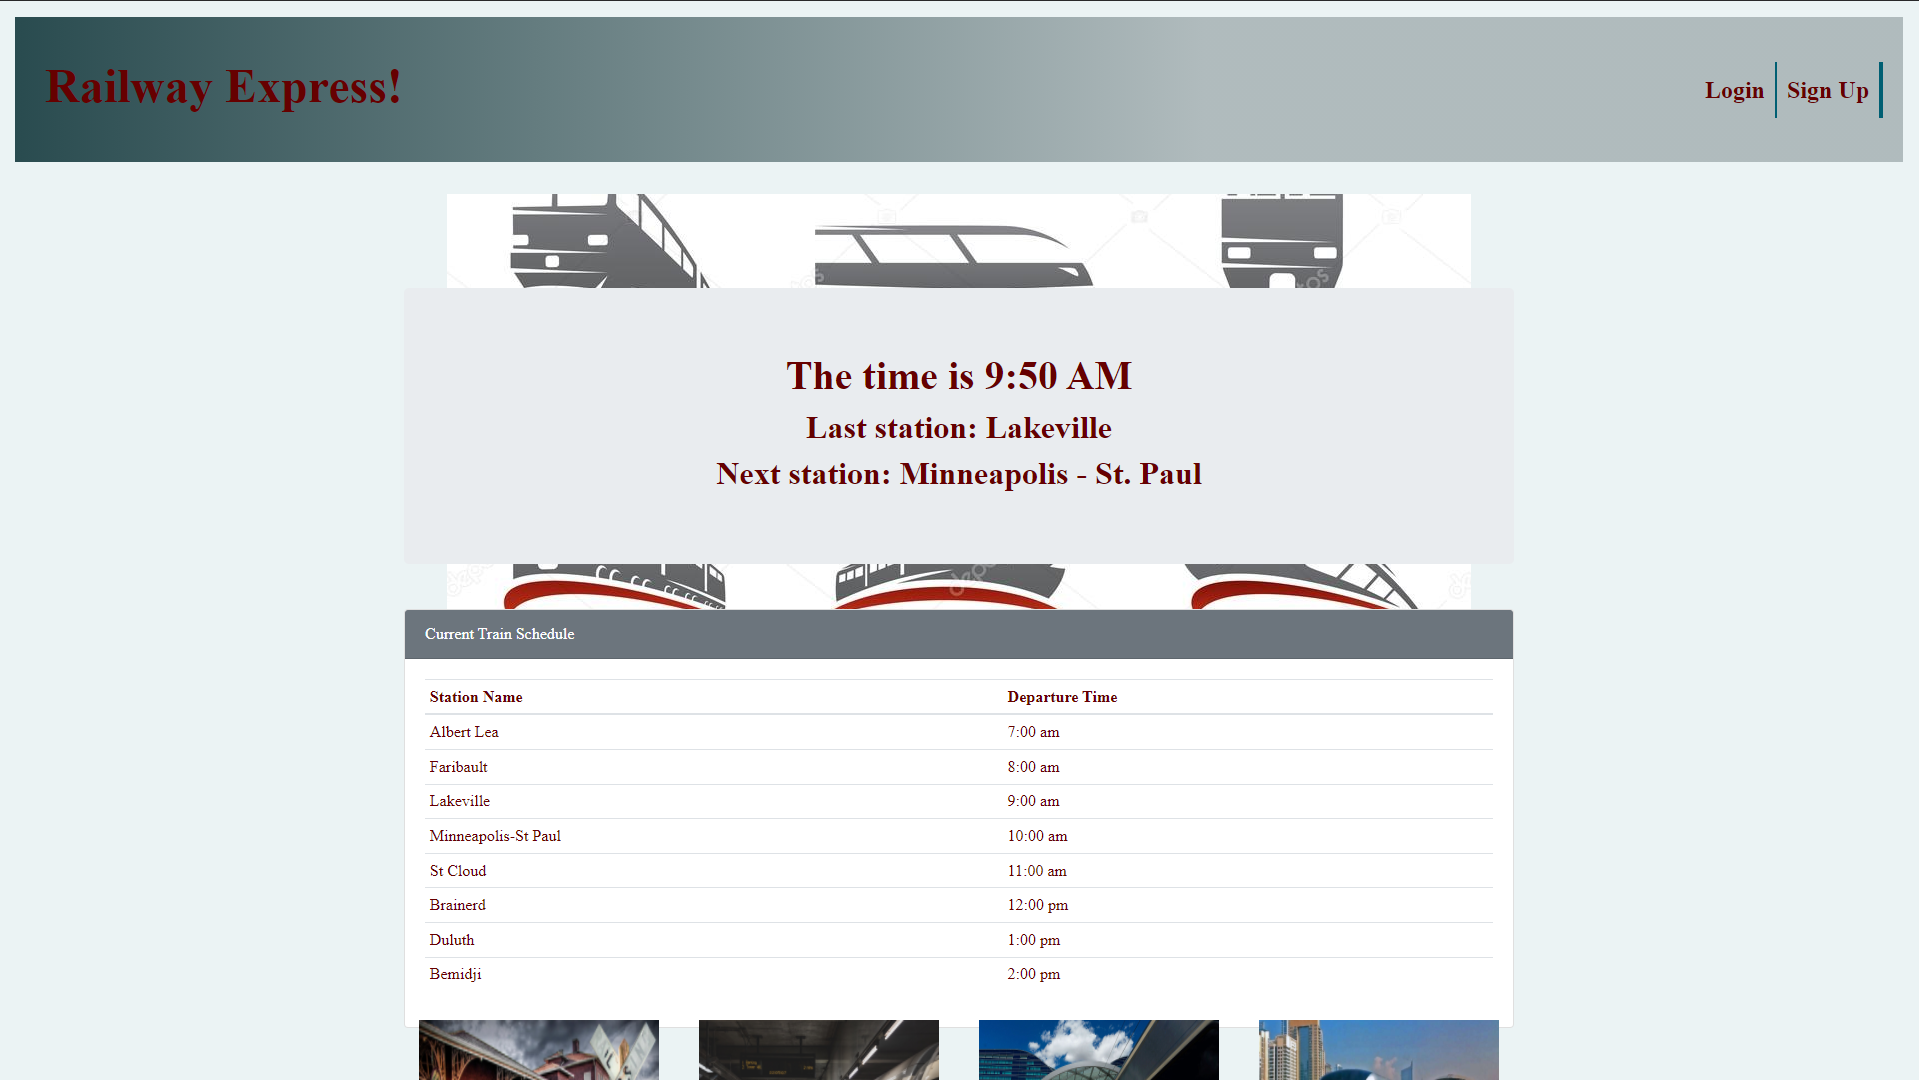 Railway Express!
Login
Sign Up
The time is 9:50 AM
Last station: Lakeville
Next station: Minneapolis - St. Paul
Current Train Schedule
Station Name Departure Time
Albert Lea 7:00 am
Faribault 8:00 am
Lakeville 9:00 am
Minneapolis-St Paul 10:00 am
St Cloud 11:00 am
Brainerd 12:00 pm
Duluth 1:00 pm
Bemidji 2:00 pm